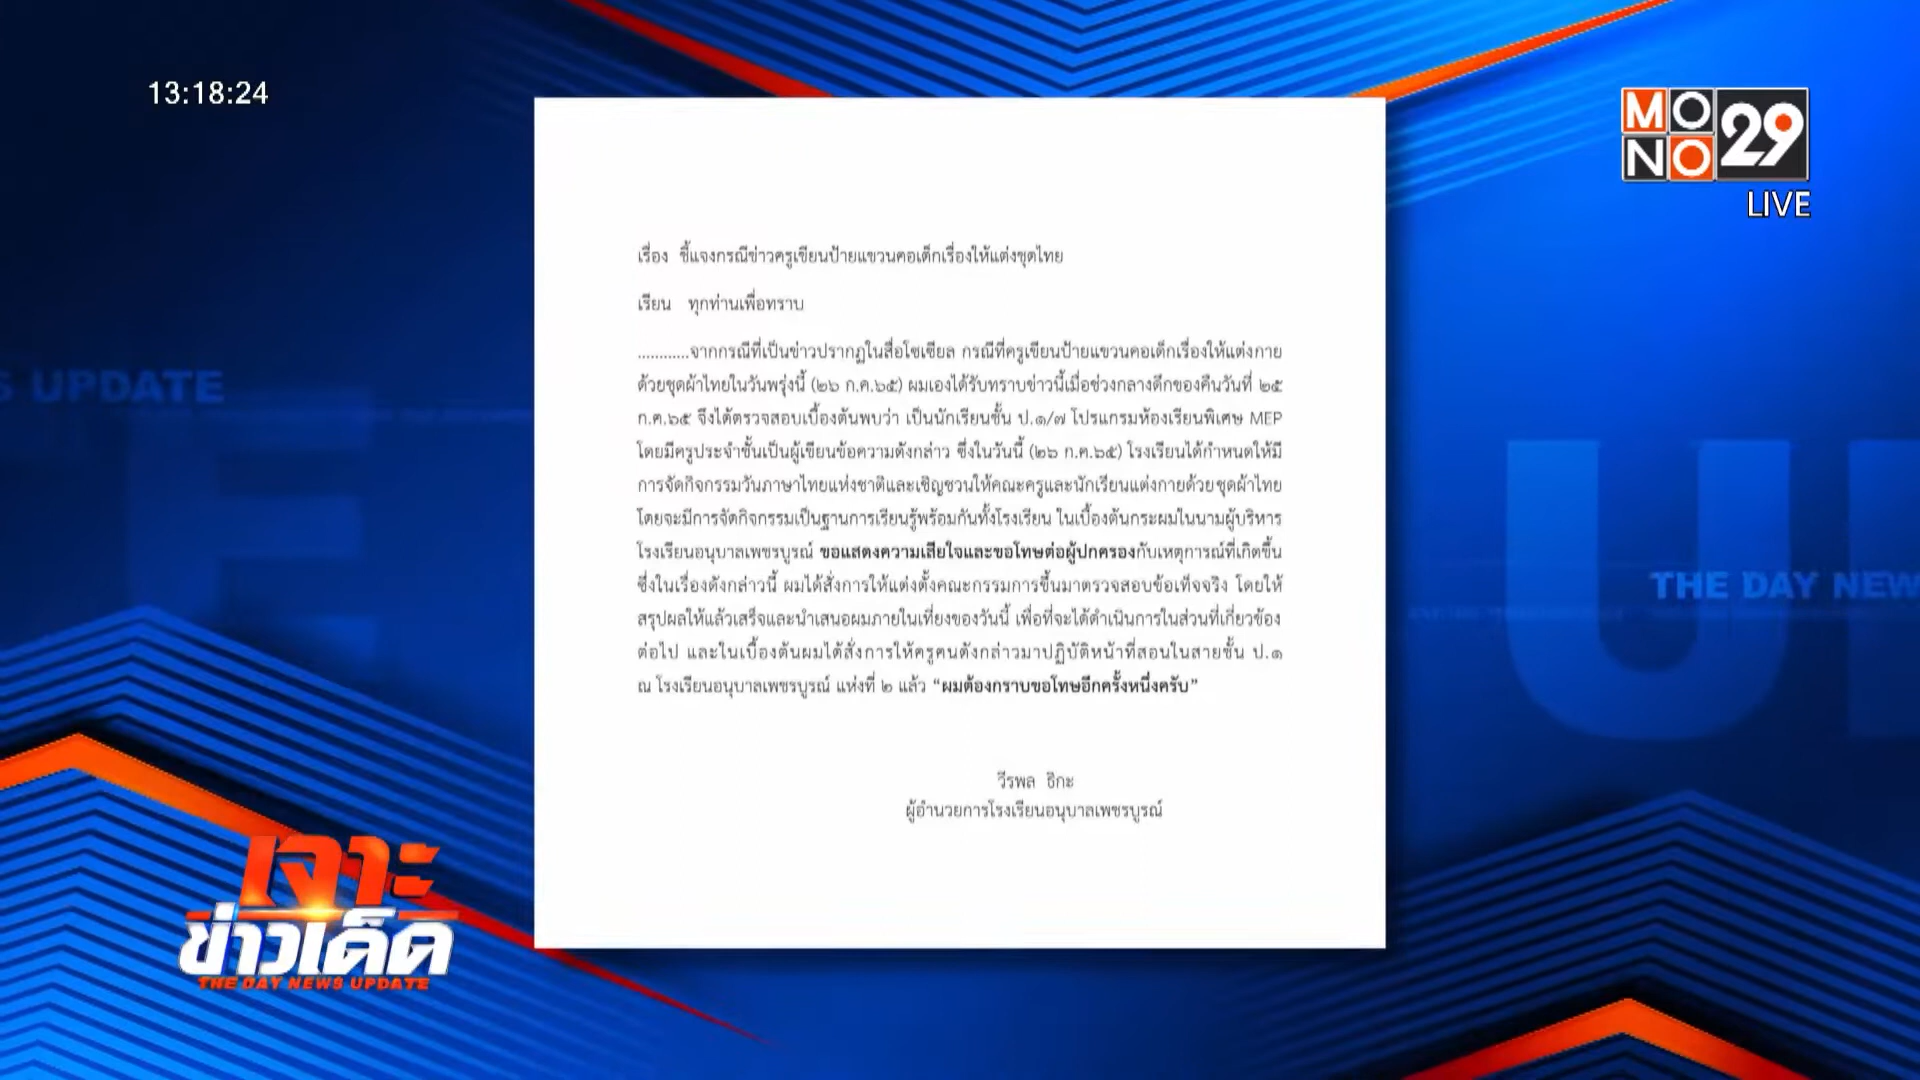 13:18:24
MONO 29
LIVE
เรื่อง ชี้แจงกรณีข่าวครูเขียนป้ายแขวนคอเด็กเรื่องให้แต่งชุดไทย
เรียน ทุกท่านเพื่อทราบ
............จากกรณีที่เป็นข่าวปรากฏในสื่อโซเซียล กรณีที่ครูเขียนป้ายแขวนคอเด็กเรื่องให้แต่งกาย
ด้วยชุดผ้าไทยในวันพรุ่งนี้ (๒๖ ก.ค.๖๕) ผมเองได้รับทราบข่าวนี้เมื่อช่วงกลางดึกของคืนวันที่ ๒๕
ก.ค.๖๕ จึงได้ตรวจสอบเบื้องต้นพบว่า เป็นนักเรียนชั้น ป.๑/๗ โปรแกรมห้องเรียนพิเศษ MEP
โดยมีครูประจำชั้นเป็นผู้เขียนข้อความดังกล่าว ซึ่งในวันนี้ (๒๖ ก.ค.๖๕) โรงเรียนได้กำหนดให้มี
การจัดกิจกรรมวันภาษาไทยแห่งชาติและเชิญชวนให้คณะครูและนักเรียนแต่งกายด้วยชุดผ้าไทย
โดยจะมีการจัดกิจกรรมเป็นฐานการเรียนรู้พร้อมกันทั้งโรงเรียน ในเบื้องต้นกระผมในนามผู้บริหาร
โรงเรียนอนุบาลเพชรบูรณ์ ขอแสดงความเสียใจและขอโทษต่อผู้ปกครองกับเหตุการณ์ที่เกิดขึ้น
ซึ่งในเรื่องดังกล่าวนี้ ผมได้สั่งการให้แต่งตั้งคณะกรรมการขึ้นมาตรวจสอบข้อเท็จจริง โดยให้
สรุปผลให้แล้วเสร็จและนำเสนอผมภายในเที่ยงของวันนี้ เพื่อที่จะได้ดำเนินการในส่วนที่เกี่ยวข้อง
ต่อไป และในเบื้องต้นผมได้สั่งการให้ครูคนดังกล่าวมาปฏิบัติหน้าที่สอนในสายชั้น ป.๑
ณ โรงเรียนอนุบาลเพชรบูรณ์ แห่งที่ ๒ แล้ว “ผมต้องกราบขอโทษอีกครั้งหนึ่งครับ”
วีรพล ธิกะ
ผู้อำนวยการโรงเรียนอนุบาลเพชรบูรณ์
S UPDATE
THE DAY NEW
เจาะ
ข่าวเด็ด
THE DAY NEWS UPDATE